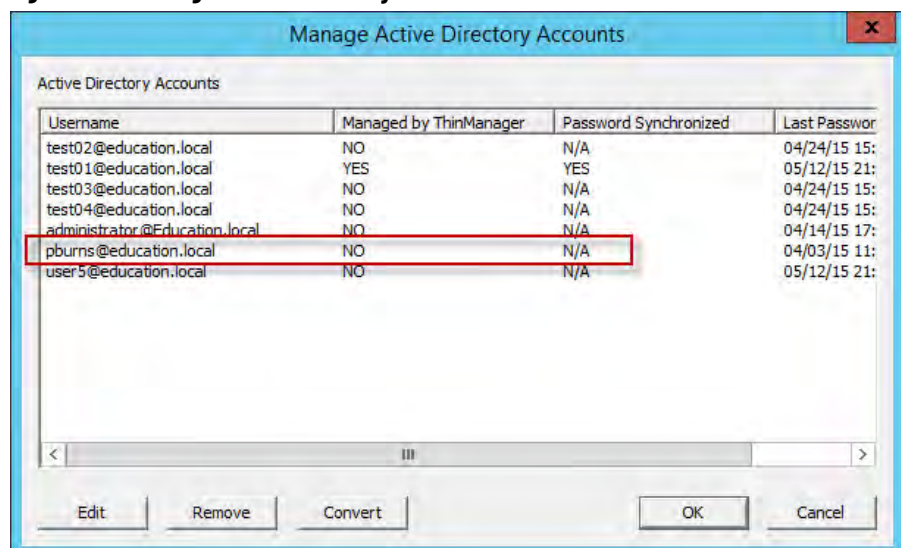 Manage Active Directory Accounts
x
Active Directory Accounts
Username Managed by ThinManager Password Synchronized Last Passwor
test02@education.local NO N/A 04/24/15 15:
test01@education.local YES YES 05/12/15 21:
test03@education.local NO N/A 04/24/15 15:
test04@education.local NO N/A 04/24/15 15:
administrator@Education.local NO N/A 04/14/15 17:
pburns@education.local NO N/A 04/03/15 11:
user5@education.local NO N/A 05/12/15 21:
Edit Remove Convert OK Cancel